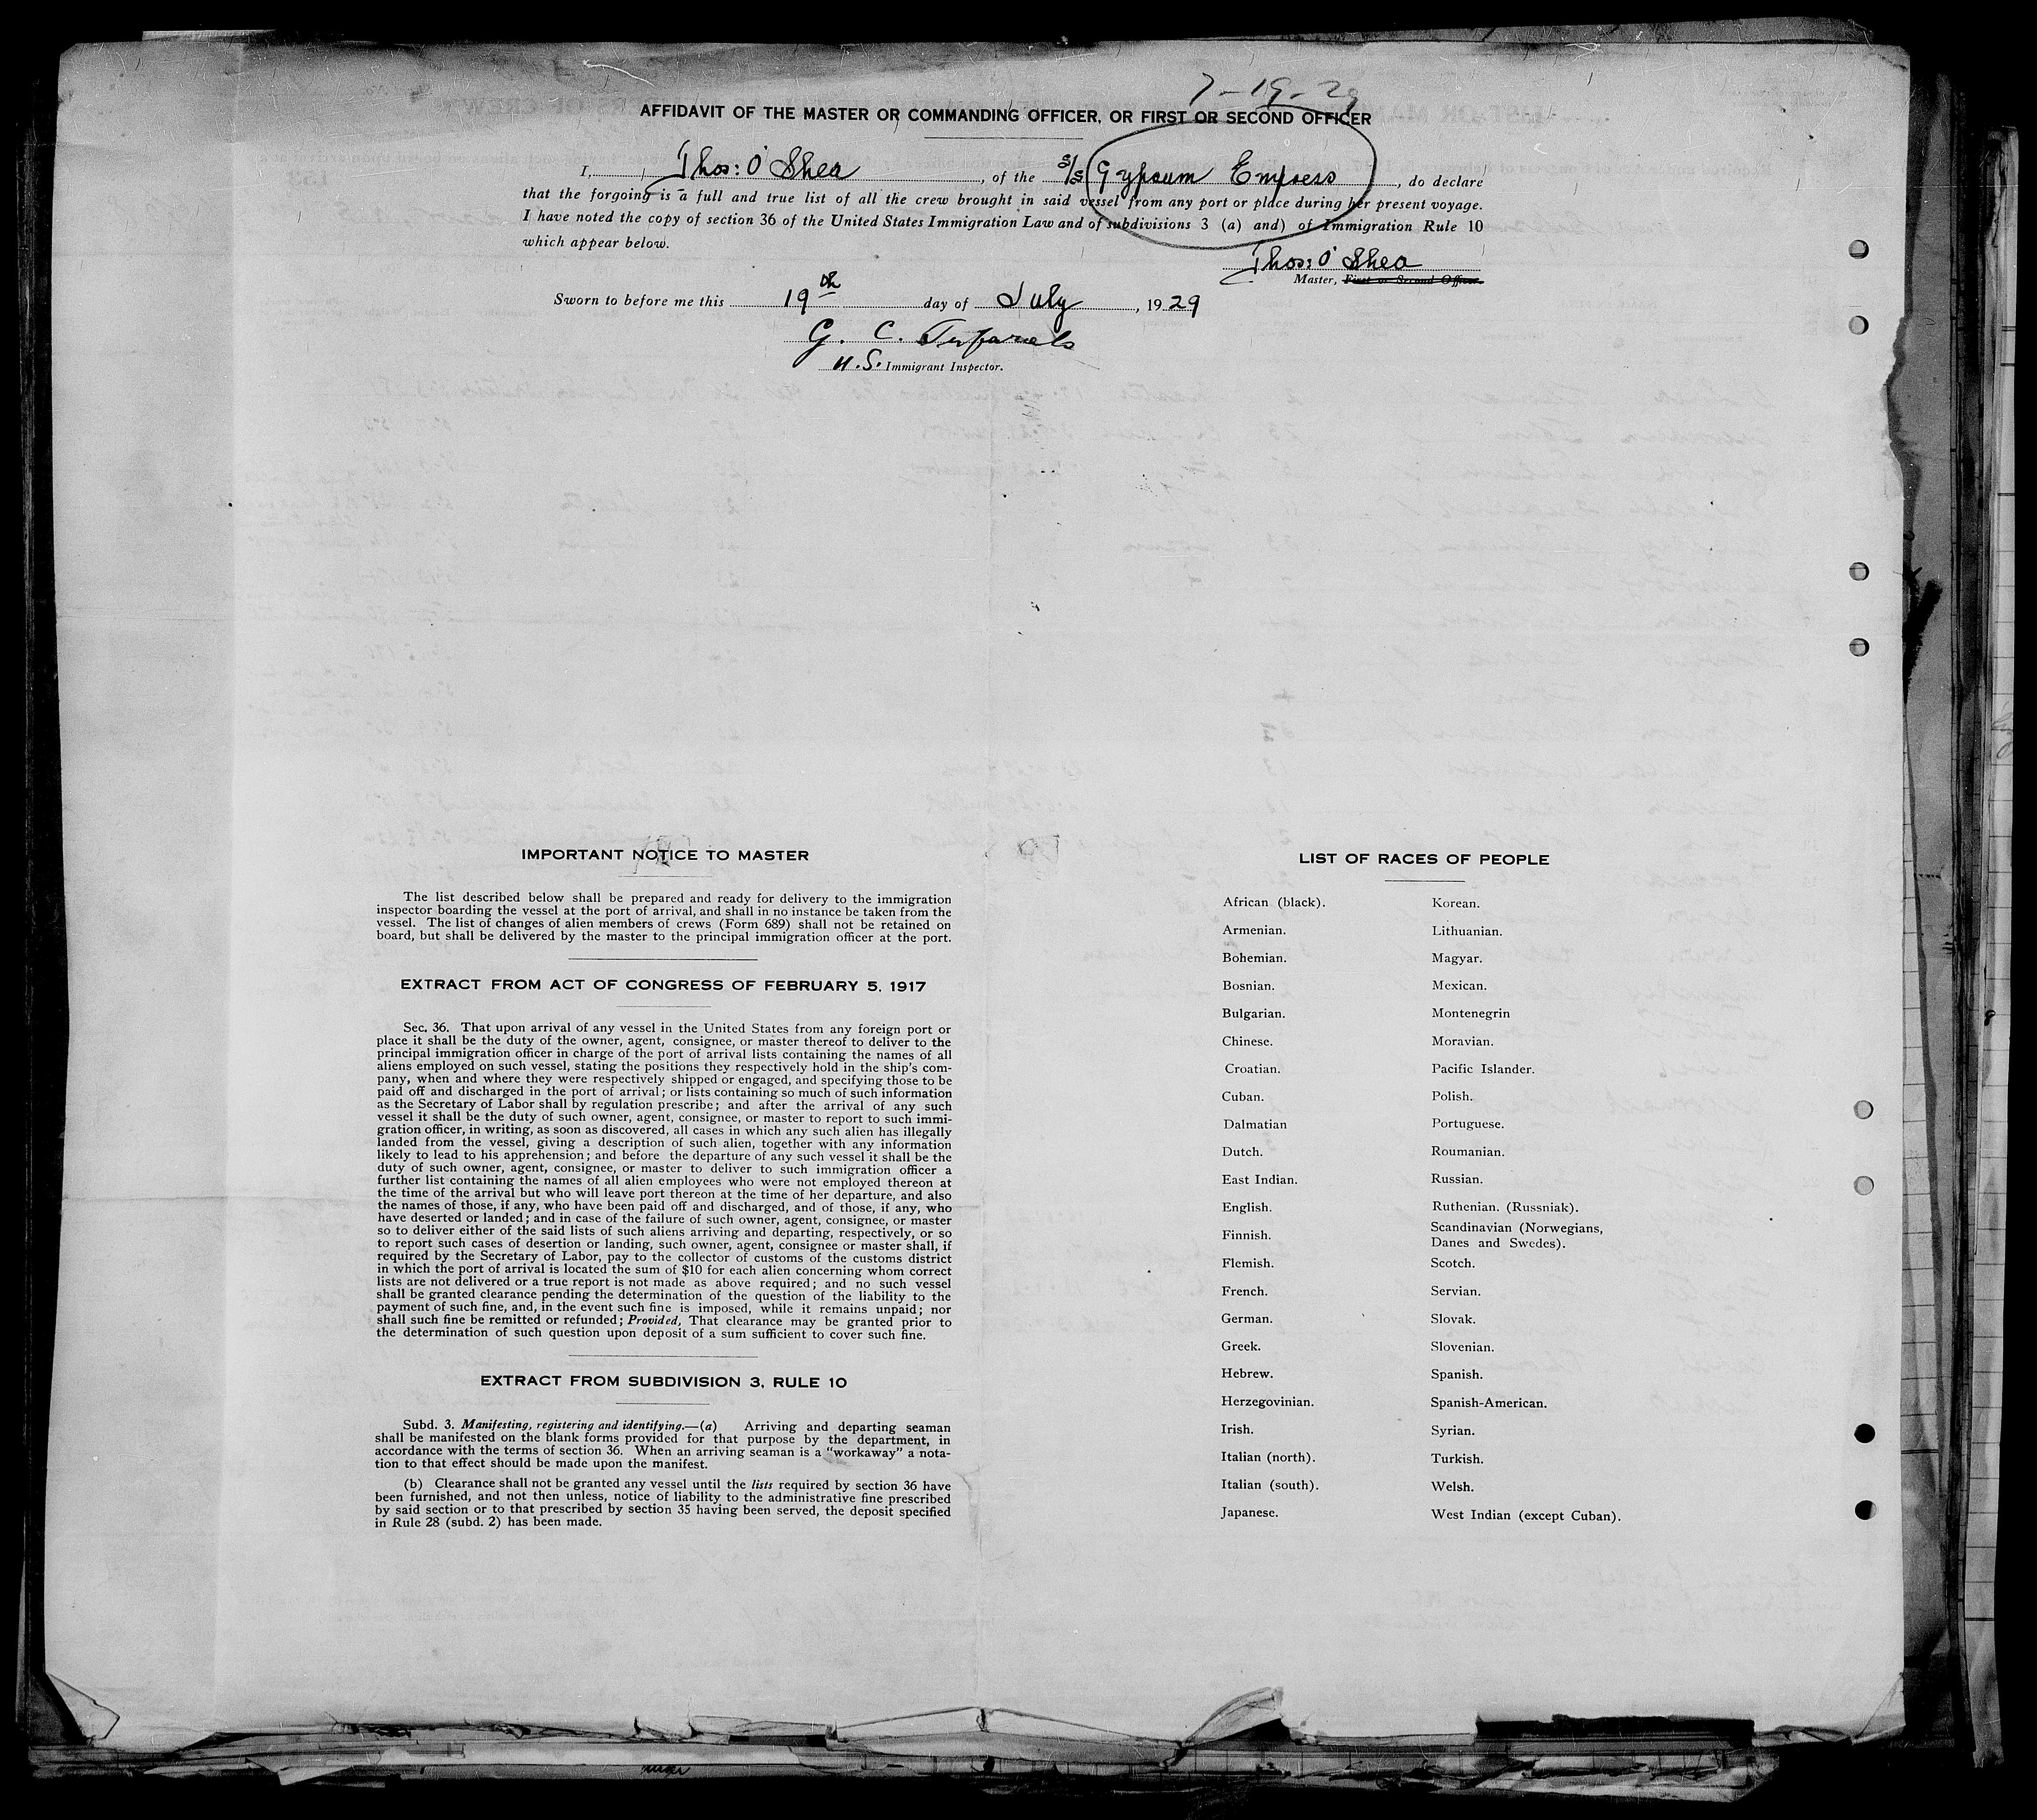 7-19-29
AFFIDAVIT OF THE MASTER OR COMMANDING OFFICER, OR FIRST OR SECOND OFFICER
I, Thos: O'Shea, of the S/S Gypsum Empress, do declare
that the forgoing is a full and true list of all the crew brought in said vessel from any port or place during her present voyage.
I have noted the copy of section 36 of the United States Immigration Law and of subdivisions 3 (a) and) of Immigration Rule 10
which appear below.
Thos: O'Shea
Master, First or Second Officer.
Sworn to before me this 19th day of July, 1929
G. C.
U.S. Immigrant Inspector.
IMPORTANT NOTICE TO MASTER
The list described below shall be prepared and ready for delivery to the immigration
inspector boarding the vessel at the port of arrival, and shall in no instance be taken from the
vessel. The list of changes of alien members of crews (Form 689) shall not be retained on
board, but shall be delivered by the master to the principal immigration officer at the port.
EXTRACT FROM ACT OF CONGRESS OF FEBRUARY 5, 1917
Sec. 36. That upon arrival of any vessel in the United States from any foreign port or
place it shall be the duty of the owner, agent, consignee, or master thereof to deliver to the
principal immigration officer in charge of the port of arrival lists containing the names of all
aliens employed on such vessel, stating the positions they respectively hold in the ship's com-
pany, when and where they were respectively shipped or engaged, and specifying those to be
paid off and discharged in the port of arrival; or lists containing so much of such information
as the Secretary of Labor shall by regulation prescribe; and after the arrival of any such
vessel it shall be the duty of such owner, agent, consignee, or master to report to such immi-
gration officer, in writing, as soon as discovered, all cases in which any such alien has illegally
landed from the vessel, giving a description of such alien, together with any information
likely to lead to his apprehension; and before the departure of any such vessel it shall be the
duty of such owner, agent, consignee, or master to deliver to such immigration officer a
further list containing the names of all alien employees who were not employed thereon at
the time of the arrival but who will leave port thereon at the time of her departure, and also
the names of those, if any, who have been paid off and discharged, and of those, if any, who
have deserted or landed; and in case of the failure of such owner, agent, consignee, or master
so to deliver either of the said lists of such aliens arriving and departing, respectively, or so
to report such cases of desertion or landing, such owner, agent, consignee or master shall, if
required by the Secretary of Labor, pay to the collector of customs of the customs district
in which the port of arrival is located the sum of $10 for each alien concerning whom correct
lists are not delivered or a true report is not made as above required; and no such vessel
shall be granted clearance pending the determination of the question of the liability to the
payment of such fine, and, in the event such fine is imposed, while it remains unpaid; nor
shall such fine be remitted or refunded; Provided, That clearance may be granted prior to
the determination of such question upon deposit of a sum sufficient to cover such fine.
EXTRACT FROM SUBDIVISION 3, RULE 10
Subd. 3. Manifesting, registering and identifying.—(a) Arriving and departing seaman
shall be manifested on the blank forms provided for that purpose by the department, in
accordance with the terms of section 36. When an arriving seaman is a "workaway" a nota-
tion to that effect should be made upon the manifest.
(b) Clearance shall not be granted any vessel until the lists required by section 36 have
been furnished, and not then unless, notice of liability to the administrative fine prescribed
by said section or to that prescribed by section 35 having been served, the deposit specified
in Rule 28 (subd. 2) has been made.
LIST OF RACES OF PEOPLE
African (black).
Armenian.
Bohemian.
Bosnian.
Bulgarian.
Chinese.
Croatian.
Cuban.
Dalmatian
Dutch.
East Indian.
English.
Finnish.
Flemish.
French.
German.
Greek.
Hebrew.
Herzegovinian.
Irish.
Italian (north).
Italian (south).
Japanese.
Korean.
Lithuanian.
Magyar.
Mexican.
Montenegrin
Moravian.
Pacific Islander.
Polish.
Portuguese.
Roumanian.
Russian.
Ruthenian. (Russniak).
Scandinavian (Norwegians,
Danes and Swedes).
Scotch.
Servian.
Slovak.
Slovenian.
Spanish.
Spanish-American.
Syrian.
Turkish.
Welsh.
West Indian (except Cuban).